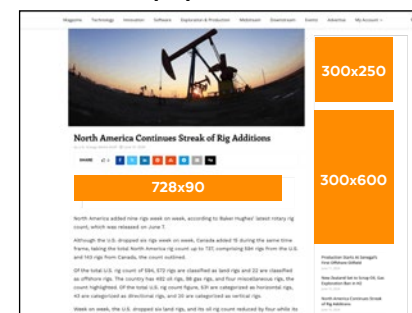 Magazine Technology Innovation Software Exploration & Production Midstream Downstream Events Advertise My Account
300x250
North America Continues Streak of Rig Additions
SHARE
728x90
300x600
North America added nine rigs week on week, according to Baker Hughes' latest rotary rig
count, which was released on June 7.
Although the U.S. dropped six rigs week on week, Canada added 15 during the same time
frame, taking the total North America rig count up to 737, comprising 594 rigs from the U.S.
and 143 rigs from Canada, the count outlined.
Of the total U.S. rig count of 594, 572 rigs are classified as land rigs and 22 are classified
as offshore rigs. The country has 492 oil rigs, 98 gas rigs, and four miscellaneous rigs, the
count highlighted. Of the total U.S. rig count figure, 531 are categorized as horizontal rigs,
43 are categorized as directional rigs, and 20 are categorized as vertical rigs.
Week on week, the U.S. dropped six land rigs, and its oil rig count reduced by four while its
Production Starts At Senegal's
First Offshore Oilfield
New Zealand Set to Scrap Oil, Gas
Exploration Ban in A2
North America Continues Streak
of Rig Additions